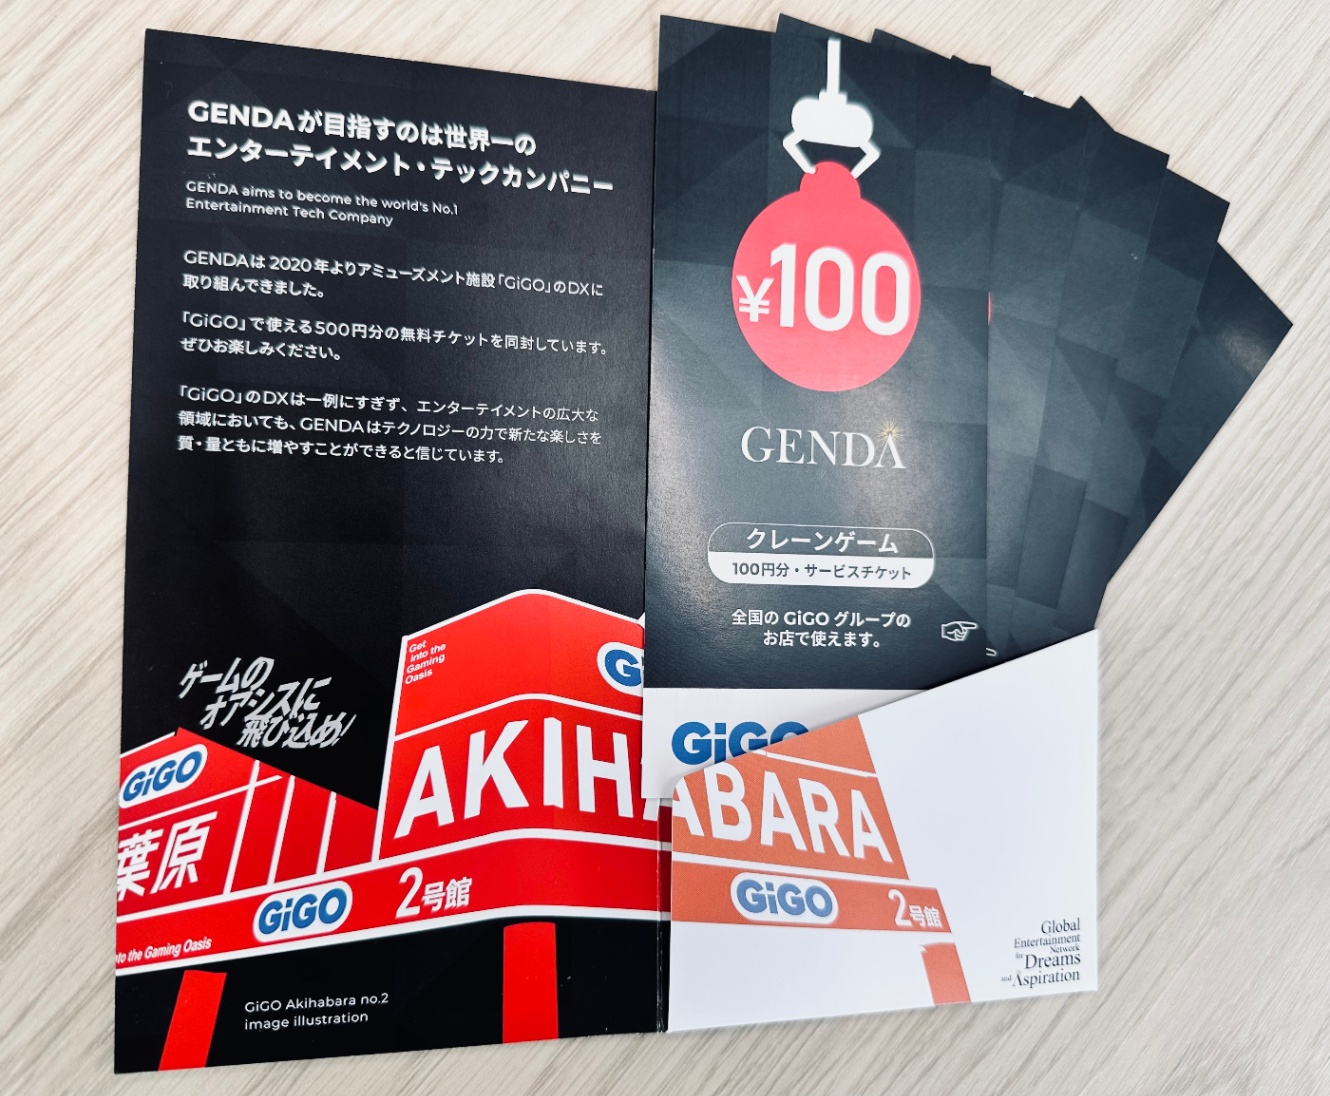 GENDAが目指すのは世界一の
エンターテイメント・テックカンパニー
GENDA aims to become the world's No.1
Entertainment Tech Company
GENDAは2020年よりアミューズメント施設「GiGO」のDXに
取り組んできました。
「GiGO」で使える500円分の無料チケットを同封しています。
ぜひお楽しみください。
「GiGO」のDXは一例にすぎず、エンターテイメントの広大な
領域においても、GENDAはテクノロジーの力で新たな楽しさを
質・量ともに増やすことができると信じています。
ゲームの
オアシスに
飛び込め!
Get
into the
Gaming
Oasis
GiGO
葉原
AKIHABARA
GiGO
2号館
to the Gaming Oasis
GiGO Akihabara no.2
image illustration
¥100
GENDA
クレーンゲーム
100円分・サービスチケット
全国の GiGO グループの
お店で使えます。
GiGO
GiGO
2号館
Global
Entertainment
Network
for Dreams
and Aspiration